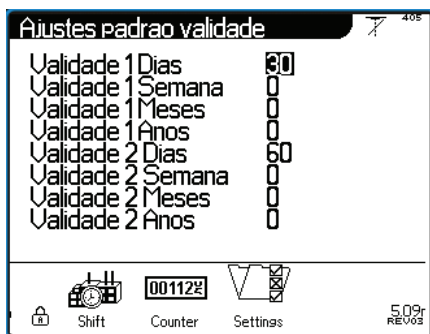 Ajustes padrao validade
405
Validade 1 Dias 30
Validade 1 Semana 0
Validade 1 Meses 0
Validade 1 Anos 0
Validade 2 Dias 60
Validade 2 Semana 0
Validade 2 Meses 0
Validade 2 Anos 0
00112
Shift Counter Settings
5.09r
REV03